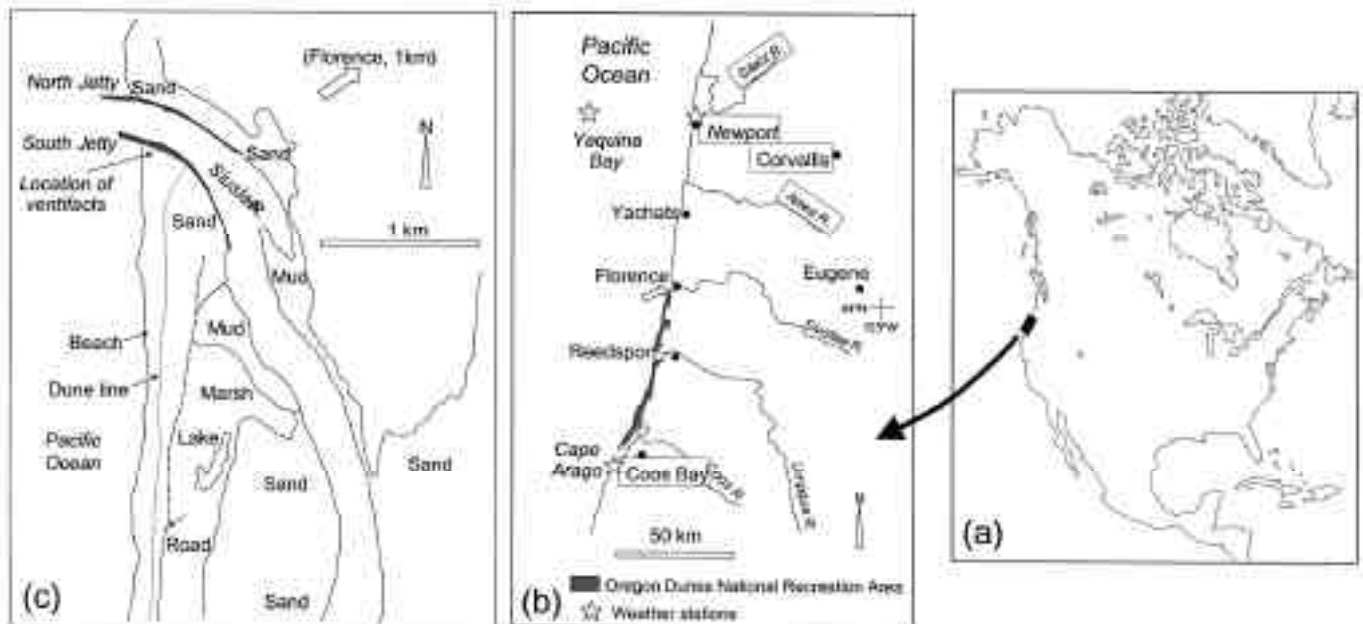 (Florence, 1km)
North Jetty
Sand
South Jetty
Sand
N
Location of
ventifacts
Sand
1 km
Mud
Mud
Beach
Dune line
Marsh
Lake
Pacific
Ocean
Sand
Sand
Road
Sand
(c)
Pacific
Ocean
Yaquina
Bay
Newport
Corvallis
Yachats
Florence
Eugene
Reedsport
Cape
Arago
Coos Bay
Coos R.
Umpqua R.
N
50 km
Oregon Dunes National Recreation Area
(b)
Weather stations
(a)